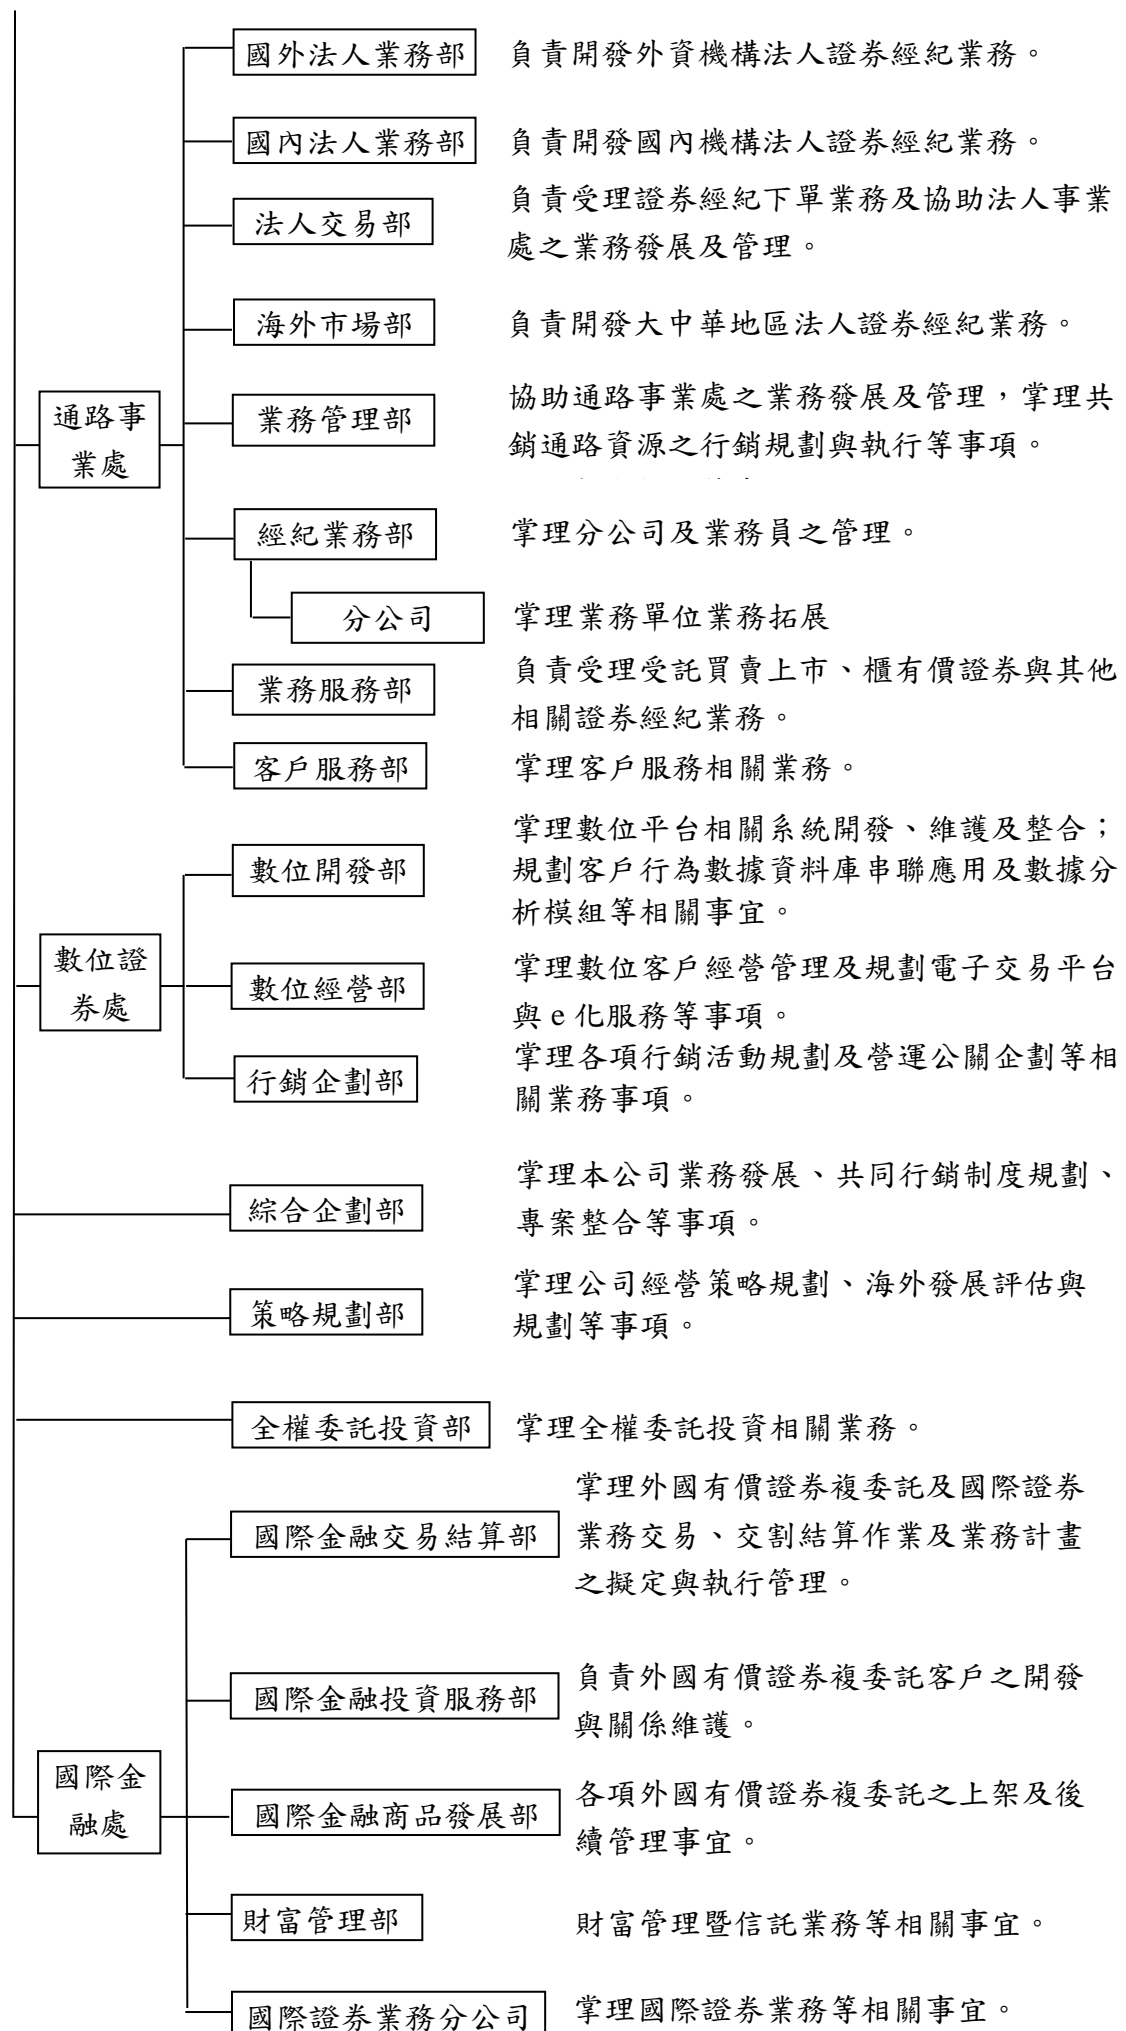 國外法人業務部
負責開發外資機構法人證券經紀業務。
國內法人業務部
負責開發國內機構法人證券經紀業務。
法人交易部
負責受理證券經紀下單業務及協助法人事業
處之業務發展及管理。
海外市場部
負責開發大中華地區法人證券經紀業務。
通路事
業處
業務管理部
協助通路事業處之業務發展及管理，掌理共
銷通路資源之行銷規劃與執行等事項。
經紀業務部
掌理分公司及業務員之管理。
分公司
掌理業務單位業務拓展
業務服務部
負責受理受託買賣上市、櫃有價證券與其他
相關證券經紀業務。
客戶服務部
掌理客戶服務相關業務。
數位證
券處
數位開發部
掌理數位平台相關系統開發、維護及整合；
規劃客戶行為數據資料庫串聯應用及數據分
析模組等相關事宜。
數位經營部
掌理數位客戶經營管理及規劃電子交易平台
與 e 化服務等事項。
行銷企劃部
掌理各項行銷活動規劃及營運公關企劃等相
關業務事項。
綜合企劃部
掌理本公司業務發展、共同行銷制度規劃、
專案整合等事項。
策略規劃部
掌理公司經營策略規劃、海外發展評估與
規劃等事項。
全權委託投資部
掌理全權委託投資相關業務。
國際金
融處
國際金融交易結算部
掌理外國有價證券複委託及國際證券
業務交易、交割結算作業及業務計畫
之擬定與執行管理。
國際金融投資服務部
負責外國有價證券複委託客戶之開發
與關係維護。
國際金融商品發展部
各項外國有價證券複委託之上架及後
續管理事宜。
財富管理部
財富管理暨信託業務等相關事宜。
國際證券業務分公司
掌理國際證券業務等相關事宜。